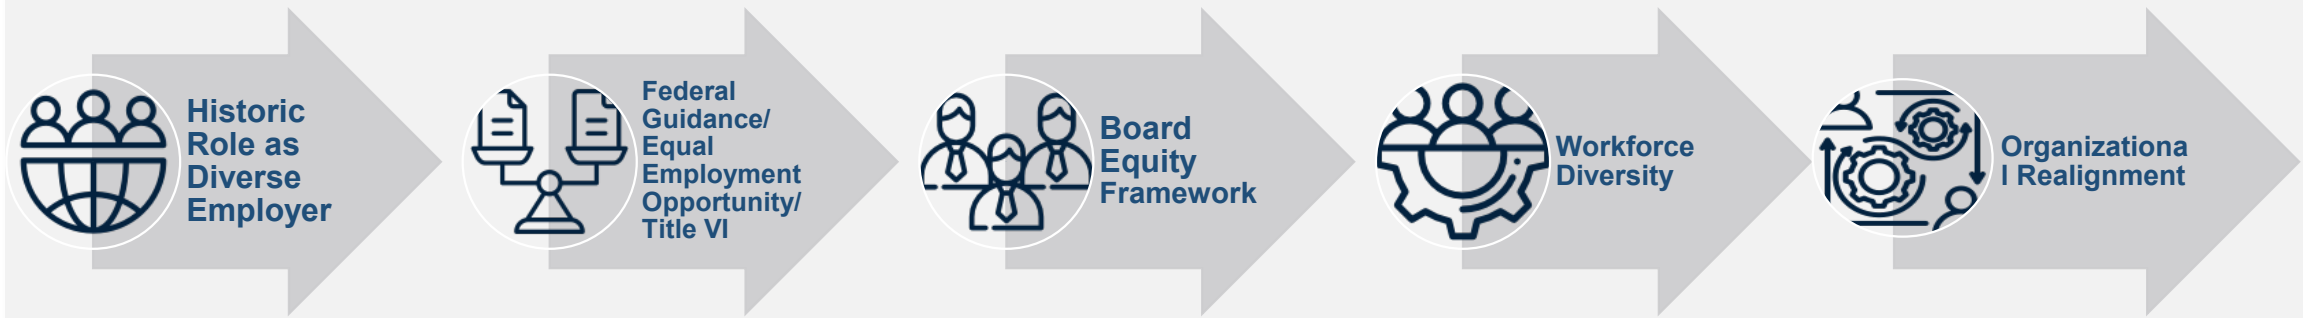 Historic
Role as
Diverse
Employer
Federal
Guidance/
Equal
Employment
Opportunity/
Title VI
Board
Equity
Framework
Workforce
Diversity
Organizationa
l Realignment